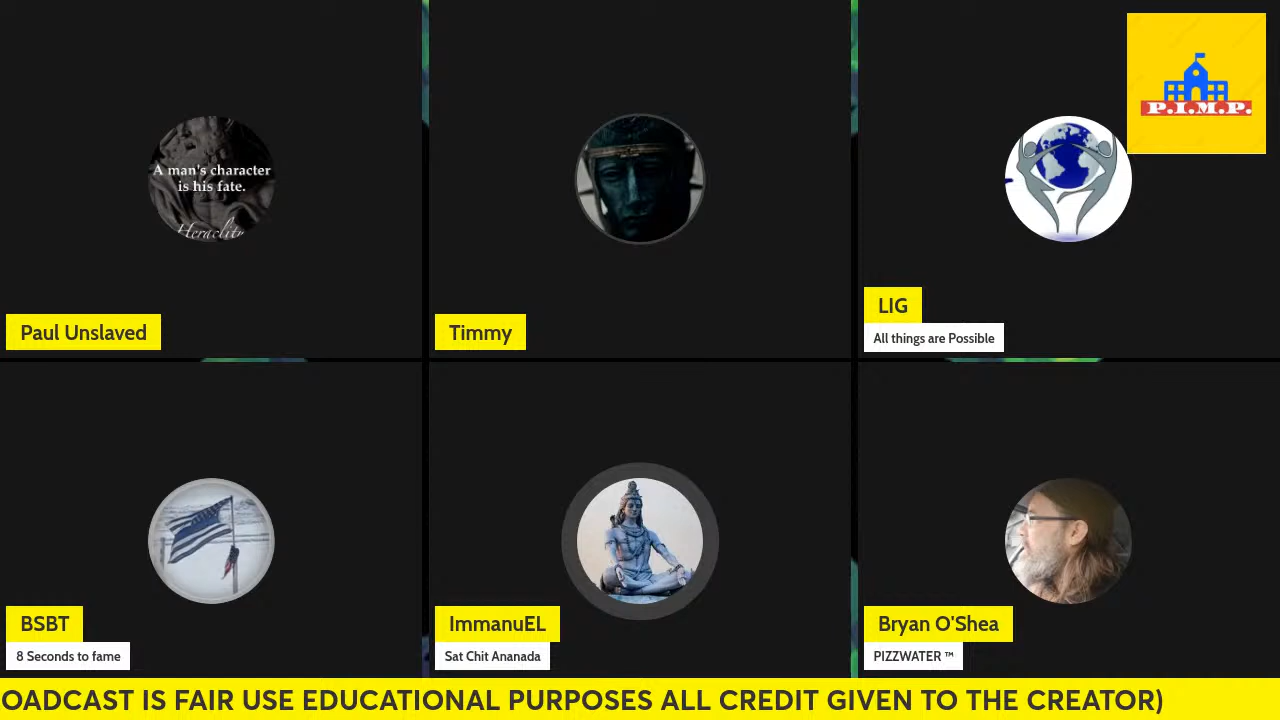 A man's character
is his fate.
Paul Unslaved
Timmy
P.I.M.P.
LIG
All things are Possible
BSBT
8 Seconds to fame
ImmanuEL
Sat Chit Ananada
Bryan O'Shea
PIZZWATER ™
OADCAST IS FAIR USE EDUCATIONAL PURPOSES ALL CREDIT GIVEN TO THE CREATOR)